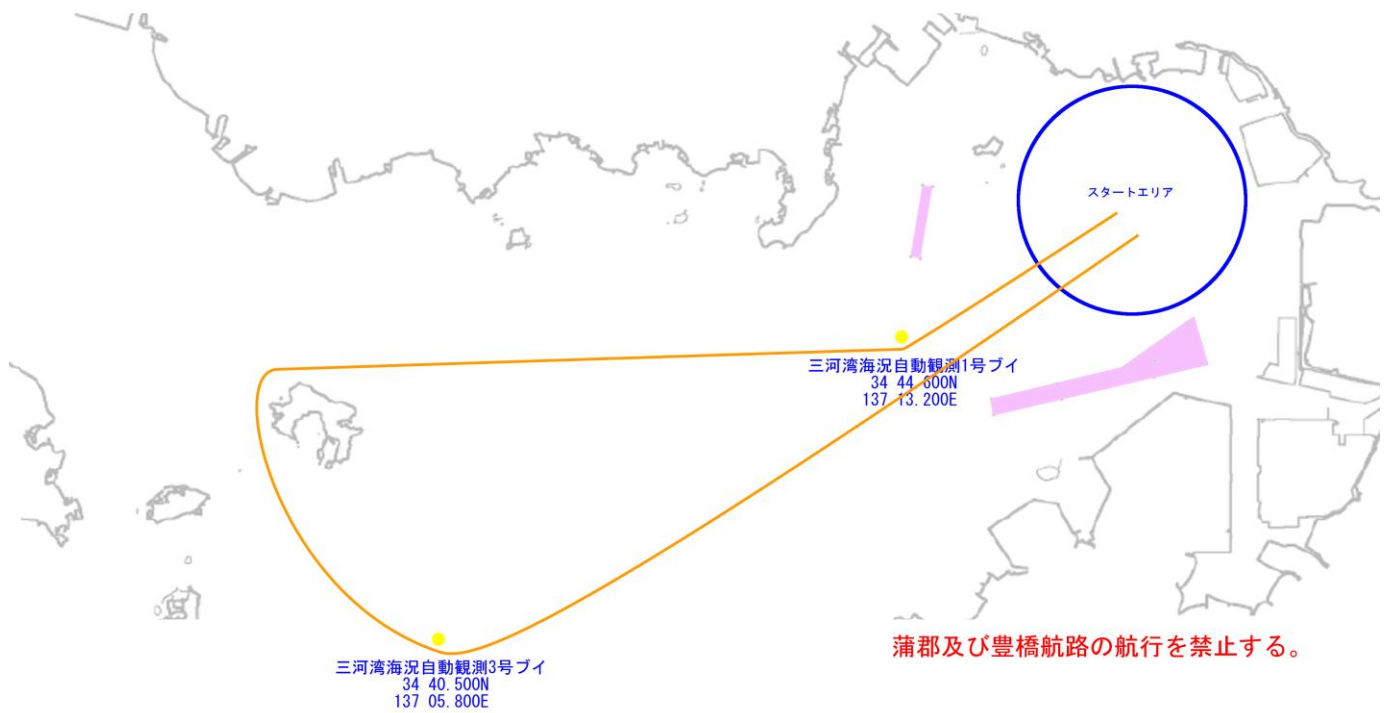 スタートエリア
三河湾海況自動観測1号ブイ
34 44.600N
137 13.200E
蒲郡及び豊橋航路の航行を禁止する。
三河湾海況自動観測3号ブイ
34 40.500N
137 05.800E